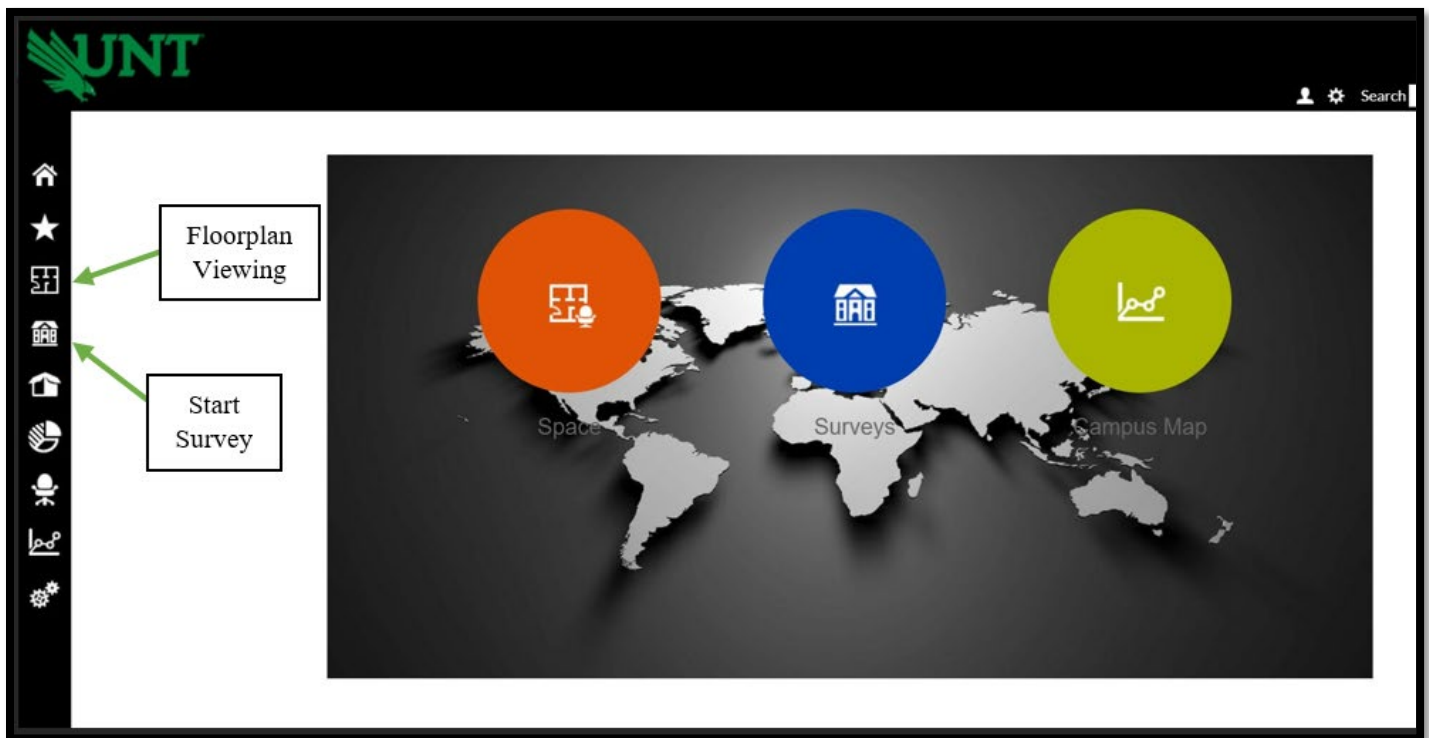 UNT
Search
Floorplan
Viewing
Start
Survey
Space
Surveys
Campus Map